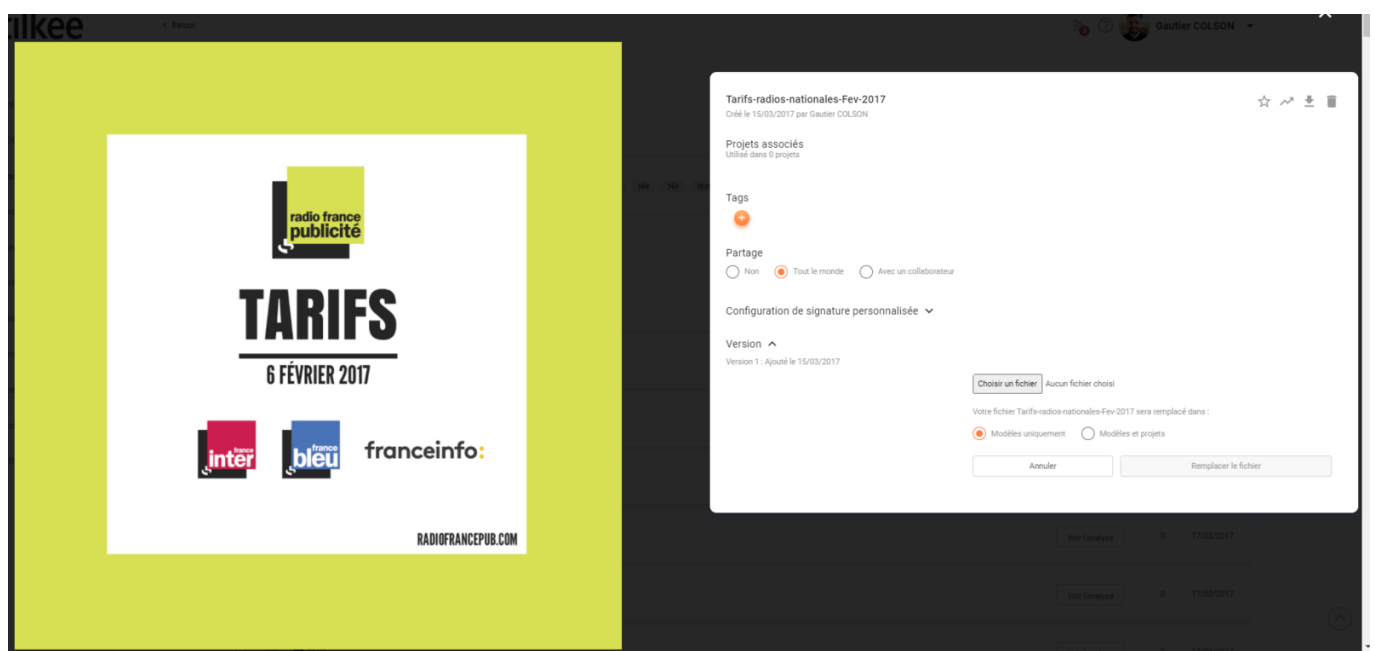 tilkee
< Retour
3
?
Gautier COLSON
radio france
publicité
TARIFS
6 FÉVRIER 2017
france
inter
france
bleu
franceinfo:
RADIOFRANCEPUB.COM
Tarifs-radios-nationales-Fev-2017
Créé le 15/03/2017 par Gautier COLSON
Projets associés
Utilisé dans 0 projets
Tags
Partage
Non Tout le monde Avec un collaborateur
Configuration de signature personnalisée
Version
Version 1 : Ajouté le 15/03/2017
Choisir un fichier Aucun fichier choisi
Votre fichier Tarifs-radios-nationales-Fev-2017 sera remplacé dans :
Modèles uniquement Modèles et projets
Annuler Remplacer le fichier
Voir l'analyse 0 17/03/2017
Voir l'analyse 0 17/03/2017